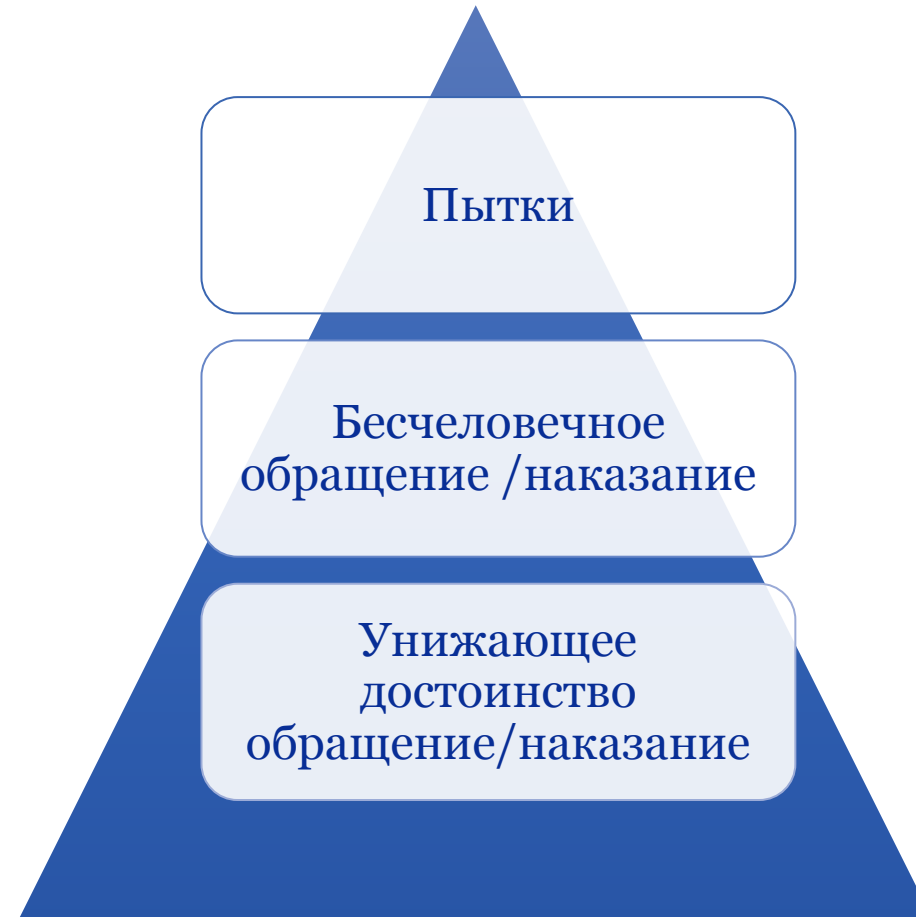 Пытки
Бесчеловечное
обращение /наказание
Унижающее
достоинство
обращение/наказание